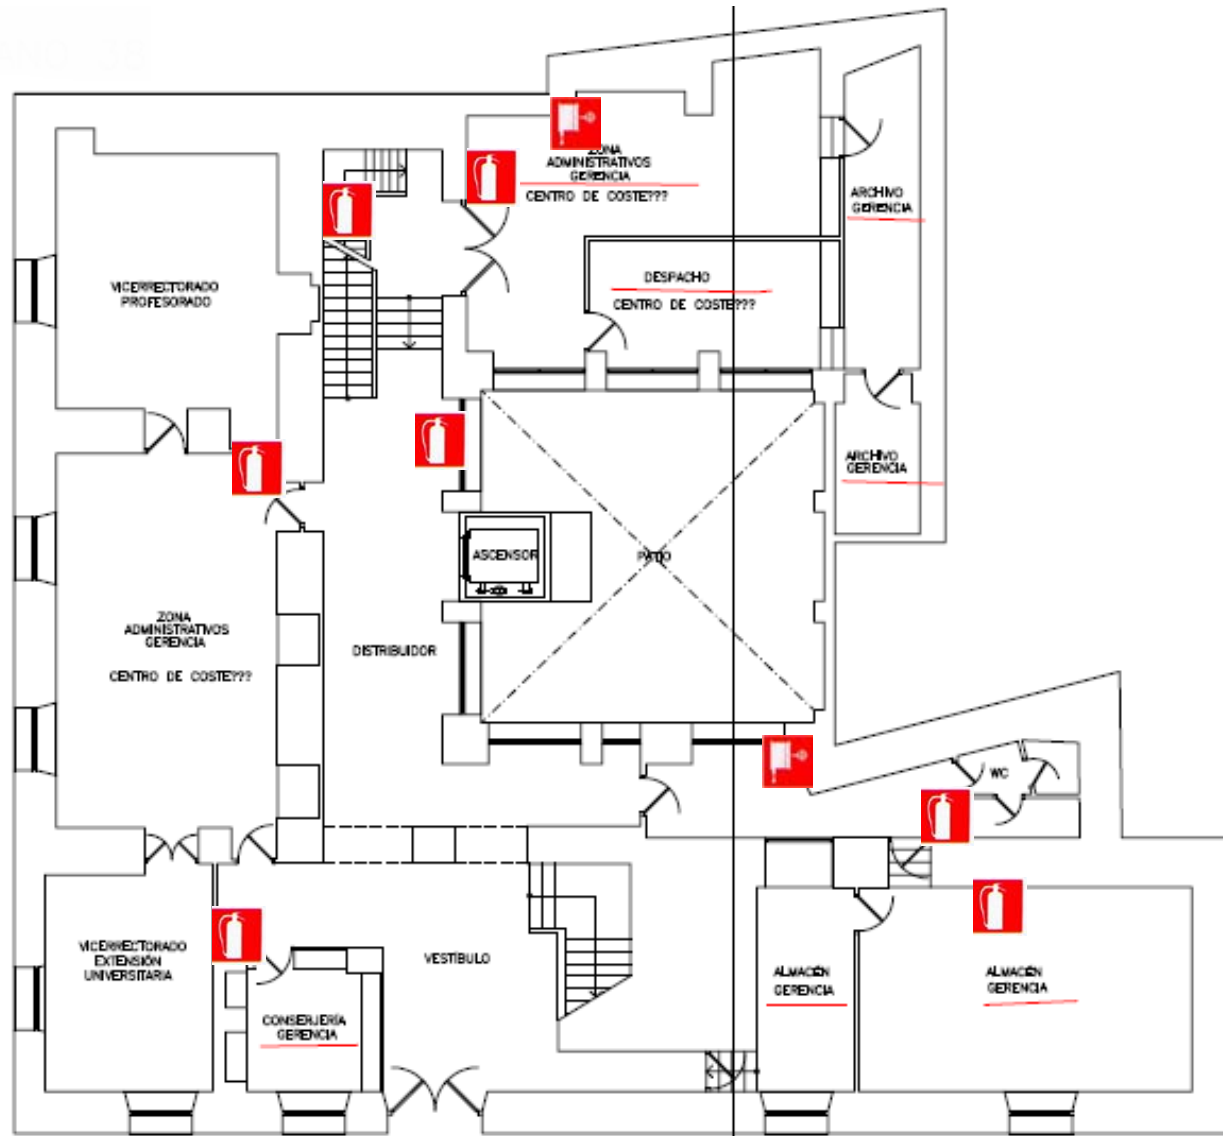 ZONA
ADMINISTRATIVOS
GERENCIA
CENTRO DE COSTE???
ARCHIVO
GERENCIA
DESPACHO
CENTRO DE COSTE???
VICERRECTORADO
PROFESORADO
ARCHIVO
GERENCIA
ASCENSOR
PATIO
ZONA
ADMINISTRATIVOS
GERENCIA
CENTRO DE COSTE???
DISTRIBUIDOR
WC
VICERRECTORADO
EXTENSIÓN
UNIVERSITARIA
VESTÍBULO
ALMACÉN
GERENCIA
ALMACÉN
GERENCIA
CONSERJERÍA
GERENCIA